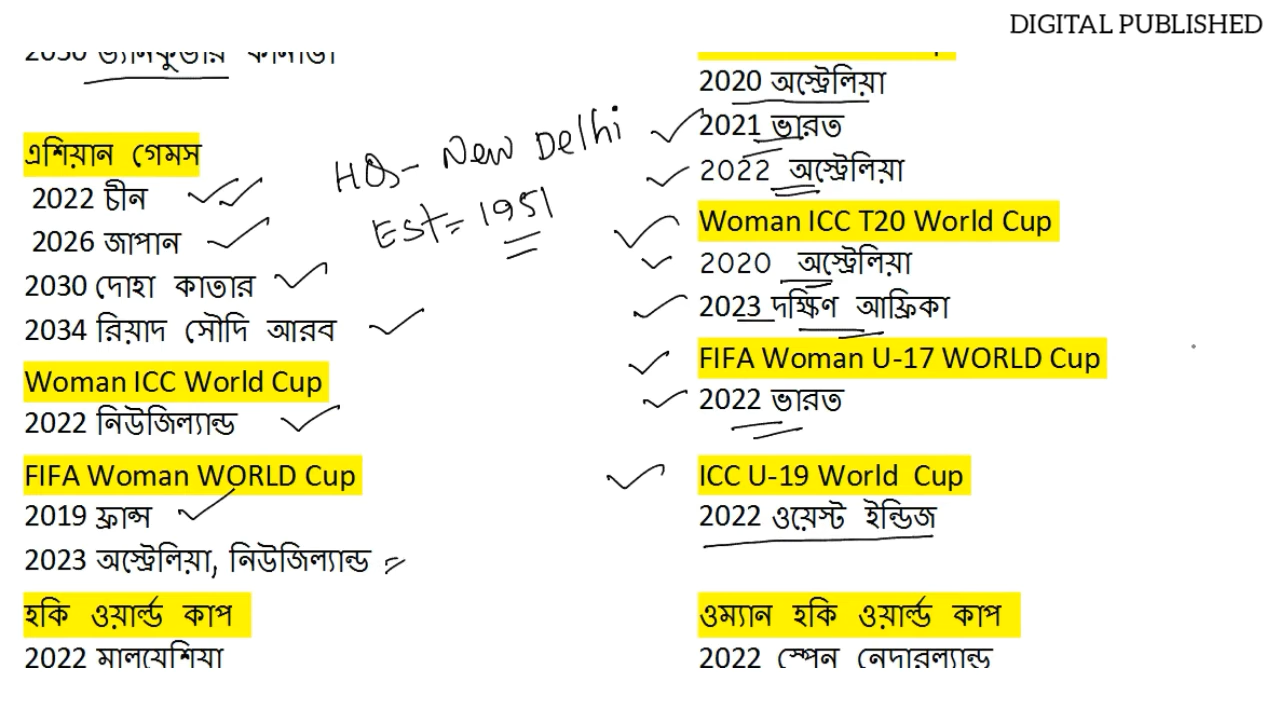 DIGITAL PUBLISHED
2030 ভ্যানকুভার কানাডা
এশিয়ান গেমস
2022 চীন
2026 জাপান
2030 দোহা কাতার
2034 রিয়াদ সৌদি আরব
Woman ICC World Cup
2022 নিউজিল্যান্ড
FIFA Woman WORLD Cup
2019 ফ্রান্স
2023 অস্ট্রেলিয়া, নিউজিল্যান্ড
হকি ওয়ার্ল্ড কাপ
2022 মালয়েশিয়া
HQ- New Delhi
Est= 1951
2020 অস্ট্রেলিয়া
2021 ভারত
2022 অস্ট্রেলিয়া
Woman ICC T20 World Cup
2020 অস্ট্রেলিয়া
2023 দক্ষিণ আফ্রিকা
FIFA Woman U-17 WORLD Cup
2022 ভারত
ICC U-19 World Cup
2022 ওয়েস্ট ইন্ডিজ
ওম্যান হকি ওয়ার্ল্ড কাপ
2022 স্পেন নেদারল্যান্ড